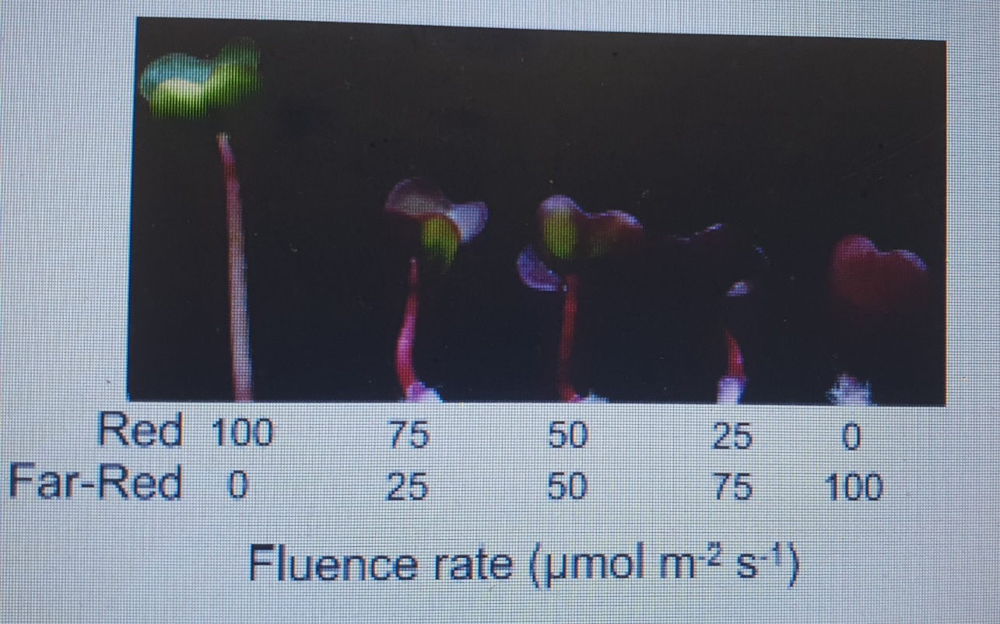 Red 100 75 50 25 0
Far-Red 0 25 50 75 100
Fluence rate (µmol m⁻² s⁻¹)